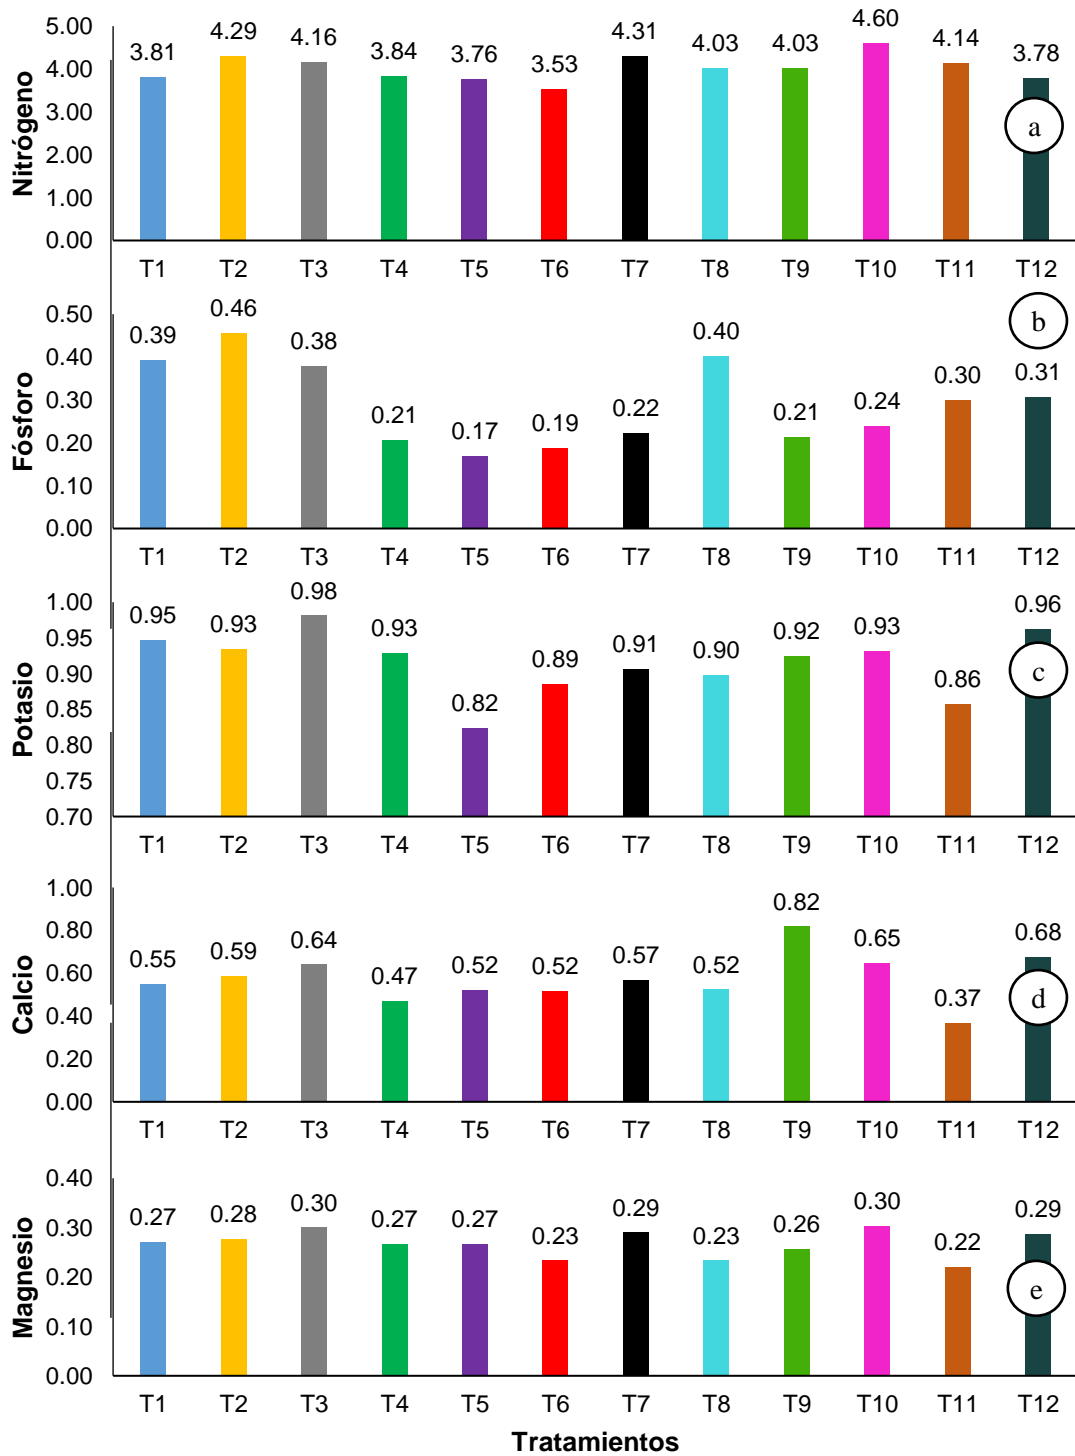 Nitrógeno
5.00
4.00
3.00
2.00
1.00
0.00
3.81 4.29 4.16 3.84 3.76 3.53 4.31 4.03 4.03 4.60 4.14 3.78
a
T1 T2 T3 T4 T5 T6 T7 T8 T9 T10 T11 T12
Fósforo
0.50
0.40
0.30
0.20
0.10
0.00
0.39 0.46 0.38 0.21 0.17 0.19 0.22 0.40 0.21 0.24 0.30 0.31
b
T1 T2 T3 T4 T5 T6 T7 T8 T9 T10 T11 T12
Potasio
1.00
0.95
0.90
0.85
0.80
0.75
0.70
0.95 0.93 0.98 0.93 0.82 0.89 0.91 0.90 0.92 0.93 0.86 0.96
c
T1 T2 T3 T4 T5 T6 T7 T8 T9 T10 T11 T12
Calcio
1.00
0.80
0.60
0.40
0.20
0.00
0.55 0.59 0.64 0.47 0.52 0.52 0.57 0.52 0.82 0.65 0.37 0.68
d
T1 T2 T3 T4 T5 T6 T7 T8 T9 T10 T11 T12
Magnesio
0.40
0.30
0.20
0.10
0.00
0.27 0.28 0.30 0.27 0.27 0.23 0.29 0.23 0.26 0.30 0.22 0.29
e
T1 T2 T3 T4 T5 T6 T7 T8 T9 T10 T11 T12
Tratamientos